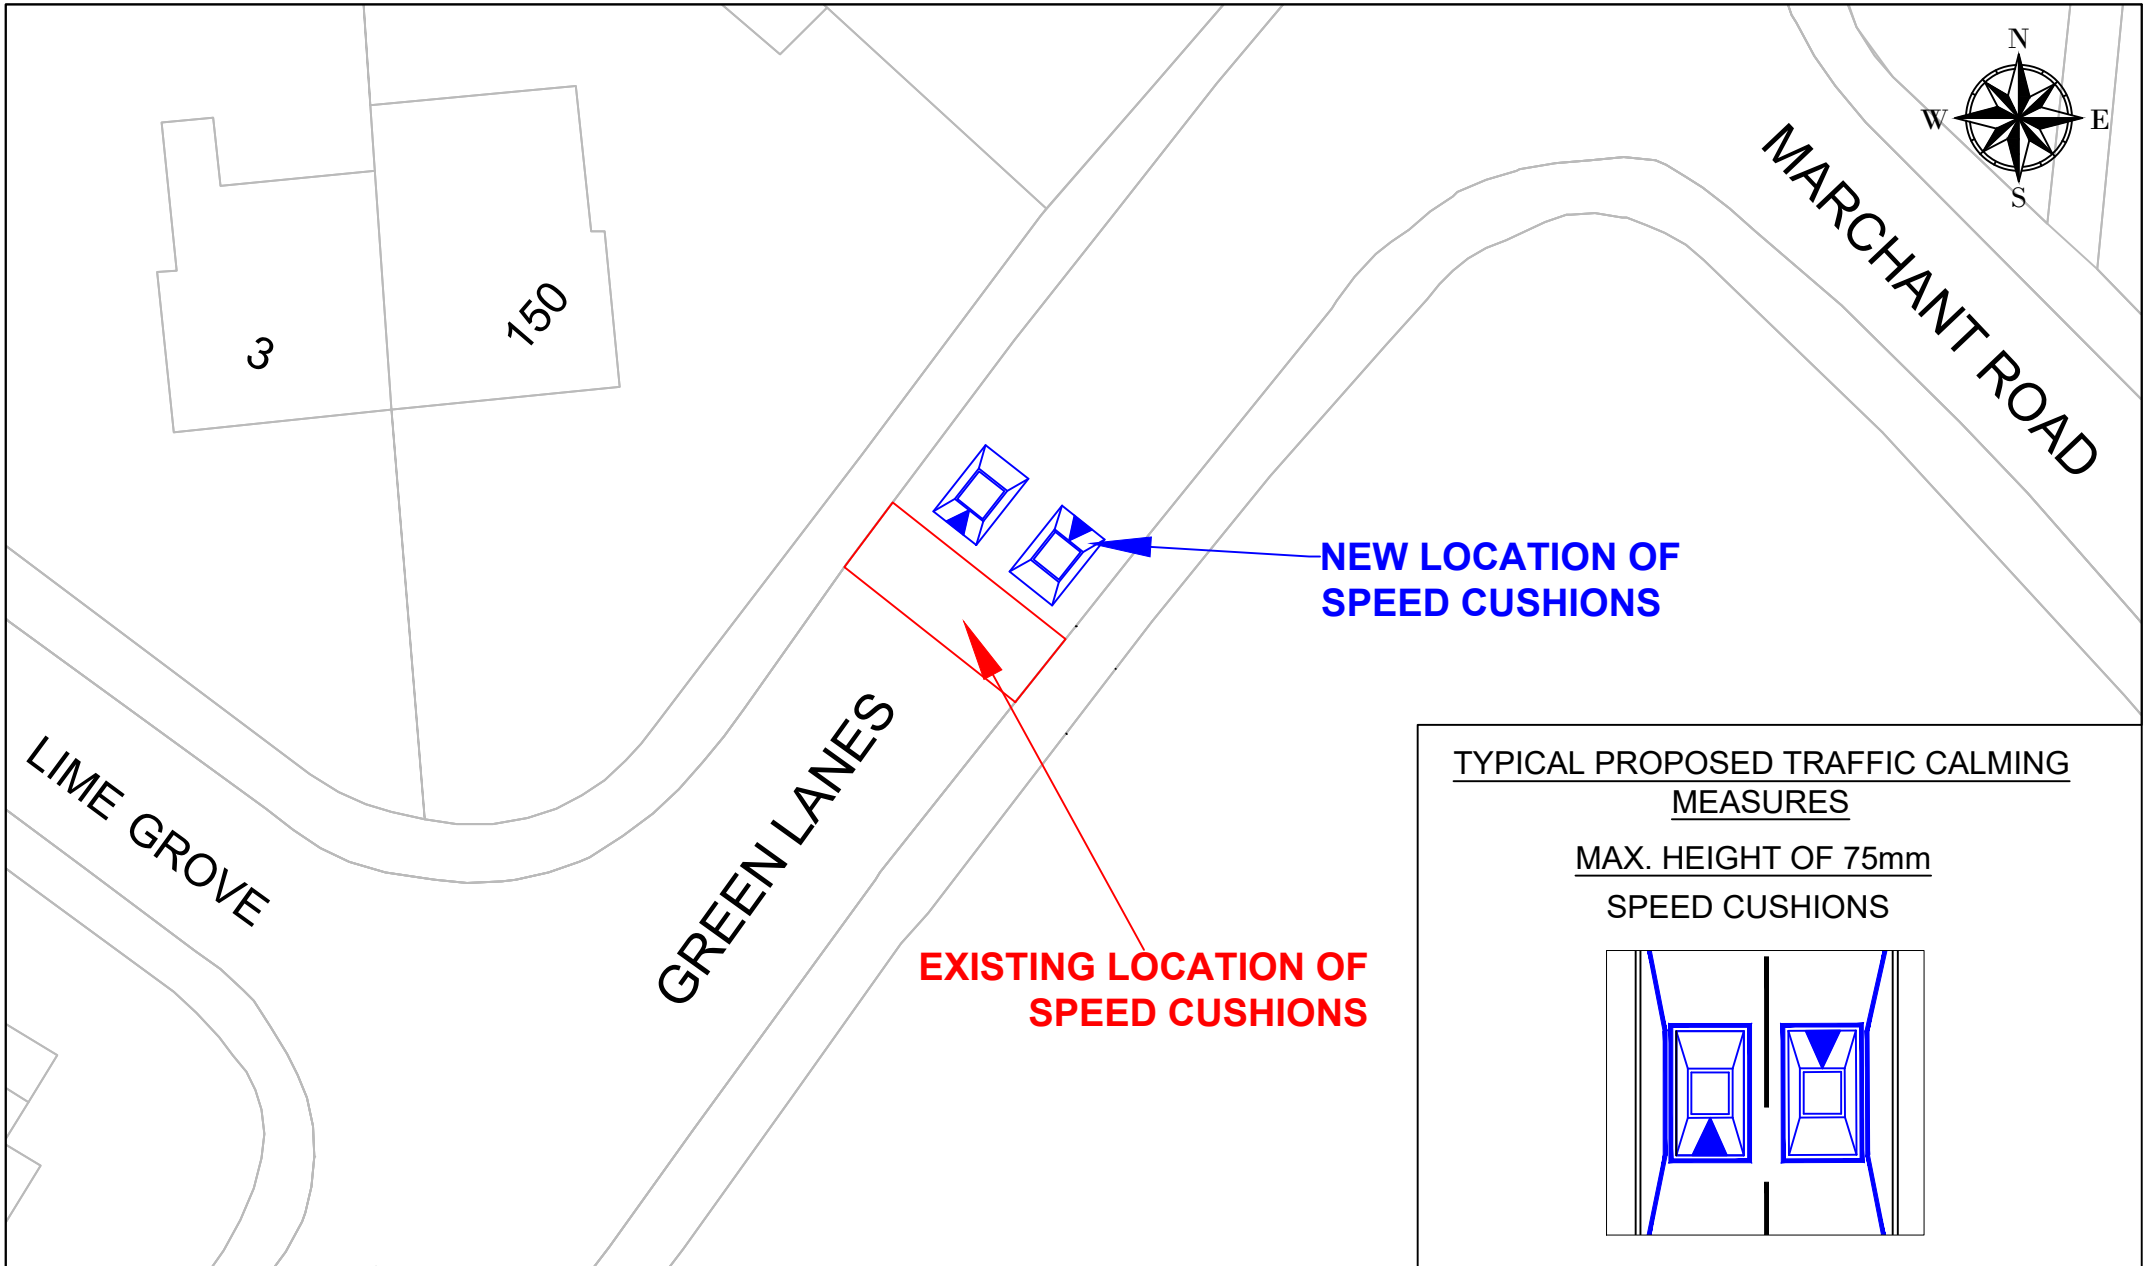 N
W
E
S
MARCHANT ROAD
150
3
NEW LOCATION OF
SPEED CUSHIONS
LIME GROVE
GREEN LANES
EXISTING LOCATION OF
SPEED CUSHIONS
TYPICAL PROPOSED TRAFFIC CALMING
MEASURES
MAX. HEIGHT OF 75mm
SPEED CUSHIONS